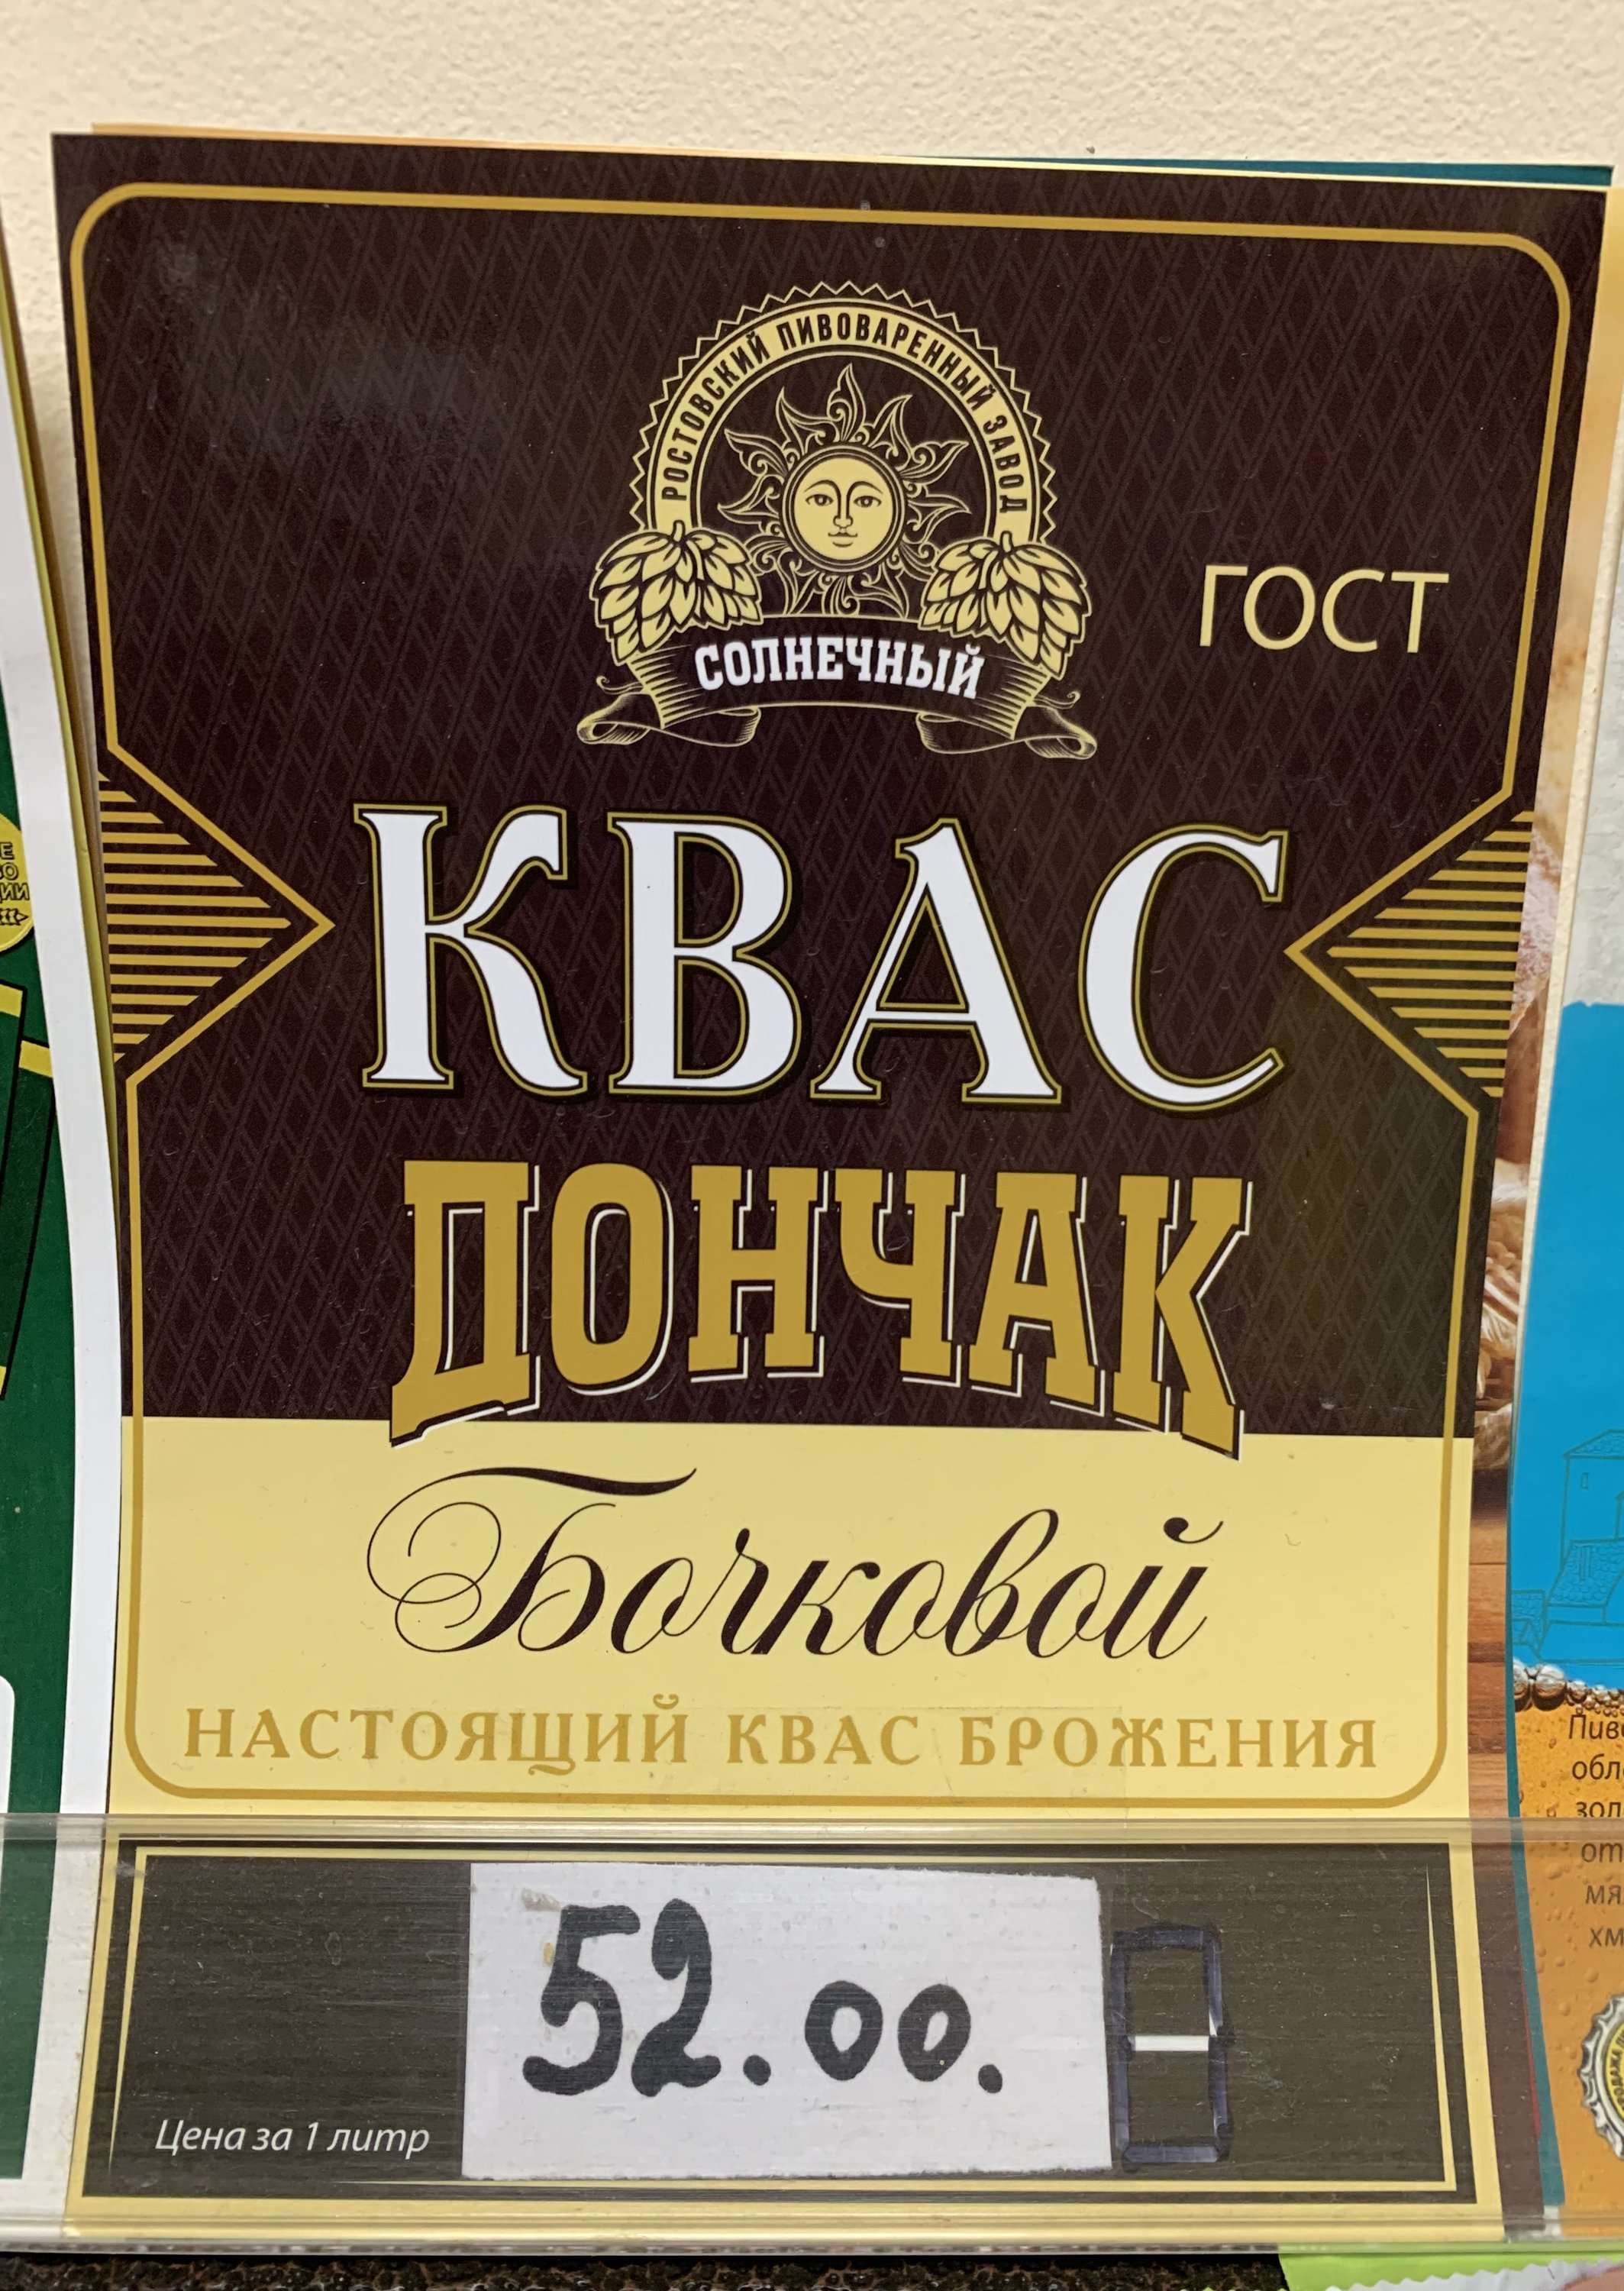 РОСТОВСКИЙ ПИВОВАРЕННЫЙ ЗАВОД
СОЛНЕЧНЫЙ
ГОСТ
КВАС
ДОНЧАК
Бочковой
НАСТОЯЩИЙ КВАС БРОЖЕНИЯ
52.00.
Цена за 1 литр